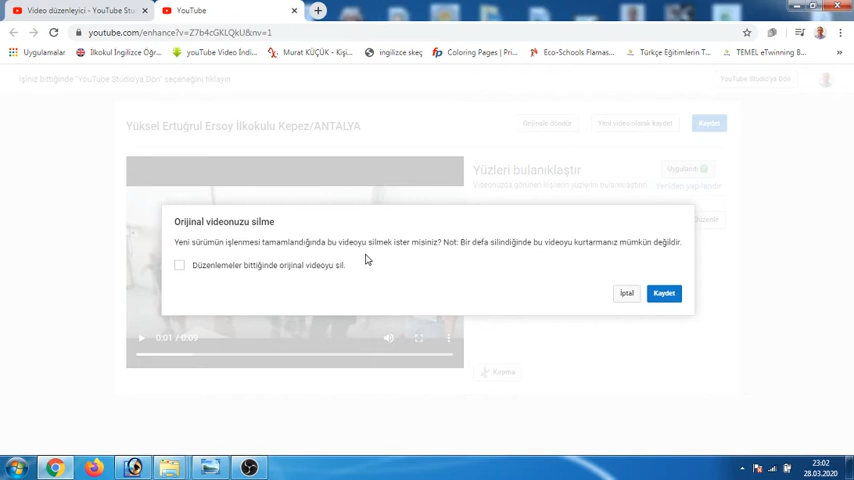 Video düzenleyici - YouTube Stu
YouTube
youtube.com/enhance?v=Z7b4cGKLQkU&nv=1
Uygulamalar
İlkokul İngilizce Öğr...
youTube Video İndi...
Murat KÜÇÜK - Kişi...
ingilizce skeç
Coloring Pages | Pri...
Eco-Schools Flamas...
Türkçe Eğitimlerin T...
TEMEL eTwinning B...
İşiniz bittiğinde "YouTube Studio'ya Dön" seçeneğini tıklayın
YouTube Studio'ya Dön
Yüksel Ertuğrul Ersoy İlkokulu Kepez/ANTALYA
Orijinale döndür
Yeni video olarak kaydet
Kaydet
Yüzleri bulanıklaştır
Uygulandı
Videonuzda görünen kişilerin yüzlerini bulanıklaştırın.
Yeniden yapılandır
Düzenle
Orijinal videonuzu silme
Yeni sürümün işlenmesi tamamlandığında bu videoyu silmek ister misiniz? Not: Bir defa silindiğinde bu videoyu kurtarmanız mümkün değildir.
Düzenlemeler bittiğinde orijinal videoyu sil.
İptal
Kaydet
0:01 / 0:09
Kırpma
23:02
28.03.2020